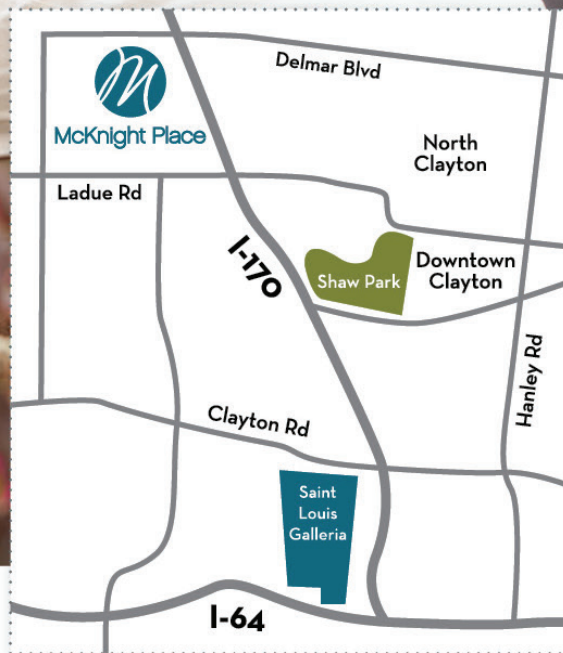 Delmar Blvd
M
McKnight Place
North
Clayton
Ladue Rd
I-170
Shaw Park
Downtown
Clayton
Hanley Rd
Clayton Rd
Saint
Louis
Galleria
I-64